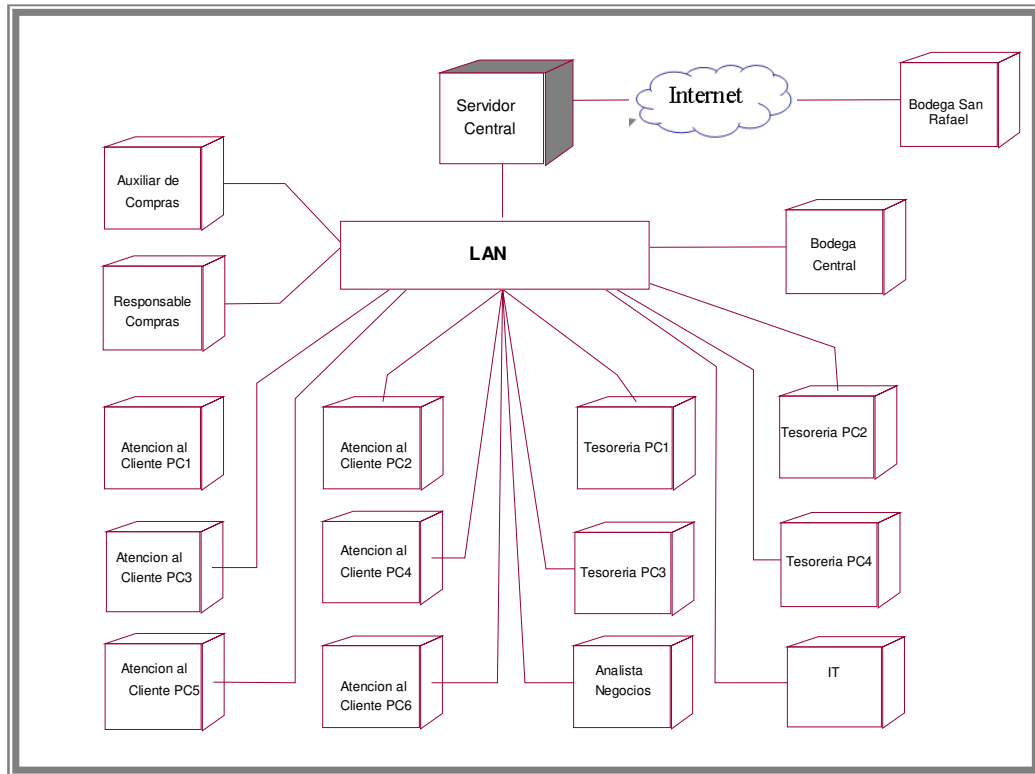 Servidor
Central
Internet
Bodega San
Rafael
Auxiliar de
Compras
LAN
Bodega
Central
Responsable
Compras
Atencion al
Cliente PC1
Atencion al
Cliente PC2
Tesoreria PC1
Tesoreria PC2
Atencion al
Cliente PC3
Atencion al
Cliente PC4
Tesoreria PC3
Tesoreria PC4
Atencion al
Cliente PC5
Atencion al
Cliente PC6
Analista
Negocios
IT